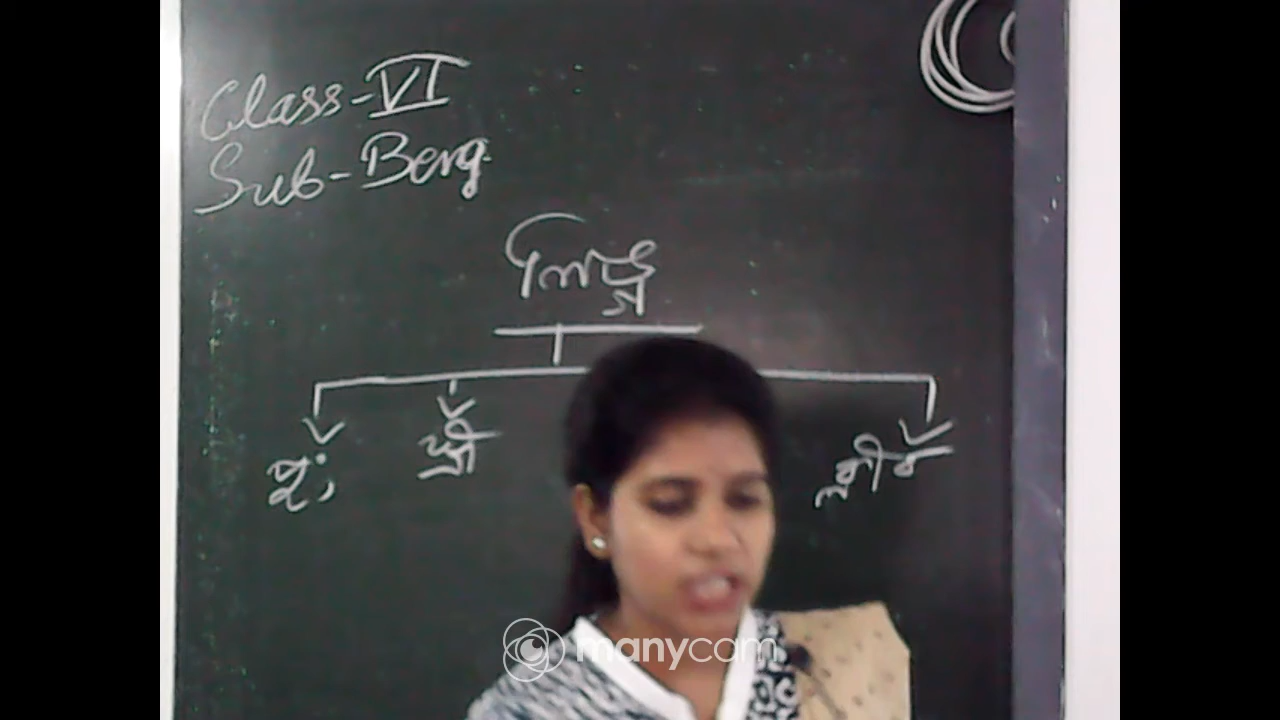 Class-VI
Sub-Beng
লিঙ্গ
পুং, স্ত্রী ক্লীব
manycam